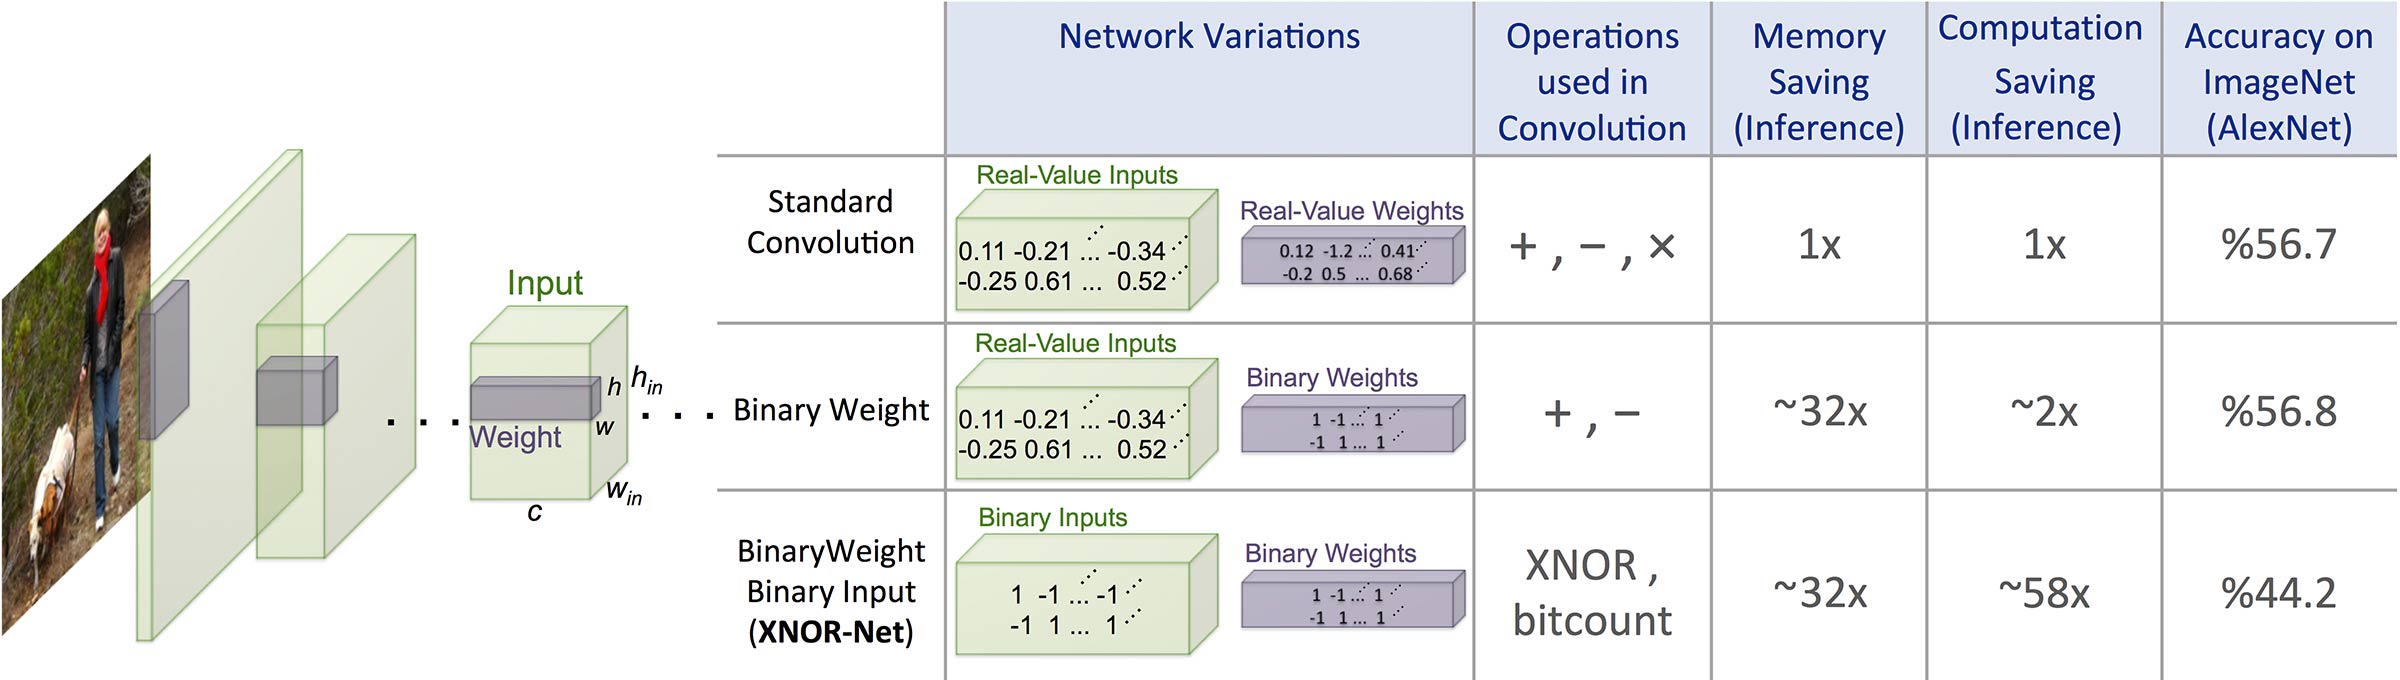 Network Variations
Operations
used in
Convolution
Memory
Saving
(Inference)
Computation
Saving
(Inference)
Accuracy on
ImageNet
(AlexNet)
Input
Weight
h
h_in
w
w_in
c
. . .
. . .
Standard
Convolution
Real-Value Inputs
0.11 -0.21 ... -0.34
-0.25 0.61 ... 0.52
Real-Value Weights
0.12 -1.2 ... 0.41
-0.2 0.5 ... 0.68
+ , − , ×
1x
1x
%56.7
Binary Weight
Real-Value Inputs
0.11 -0.21 ... -0.34
-0.25 0.61 ... 0.52
Binary Weights
1 -1 ... 1
-1 1 ... 1
+ , −
~32x
~2x
%56.8
BinaryWeight
Binary Input
(XNOR-Net)
Binary Inputs
1 -1 ... -1
-1 1 ... 1
Binary Weights
1 -1 ... 1
-1 1 ... 1
XNOR ,
bitcount
~32x
~58x
%44.2